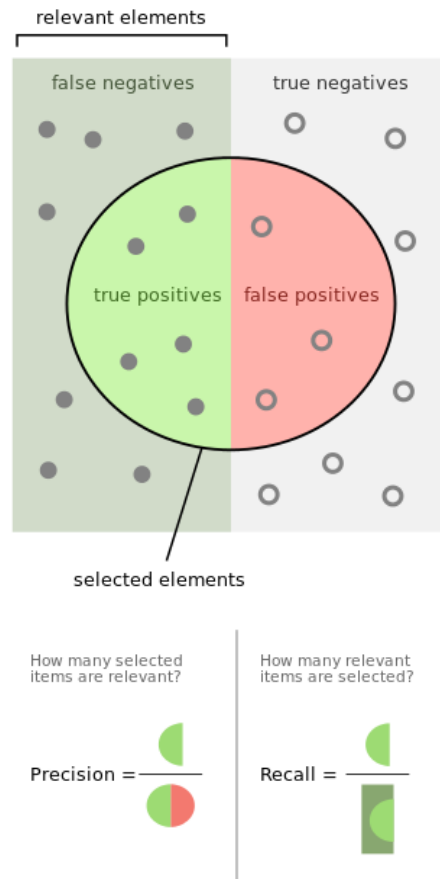 relevant elements
false negatives
true negatives
true positives
false positives
selected elements
How many selected
items are relevant?
Precision =
How many relevant
items are selected?
Recall =